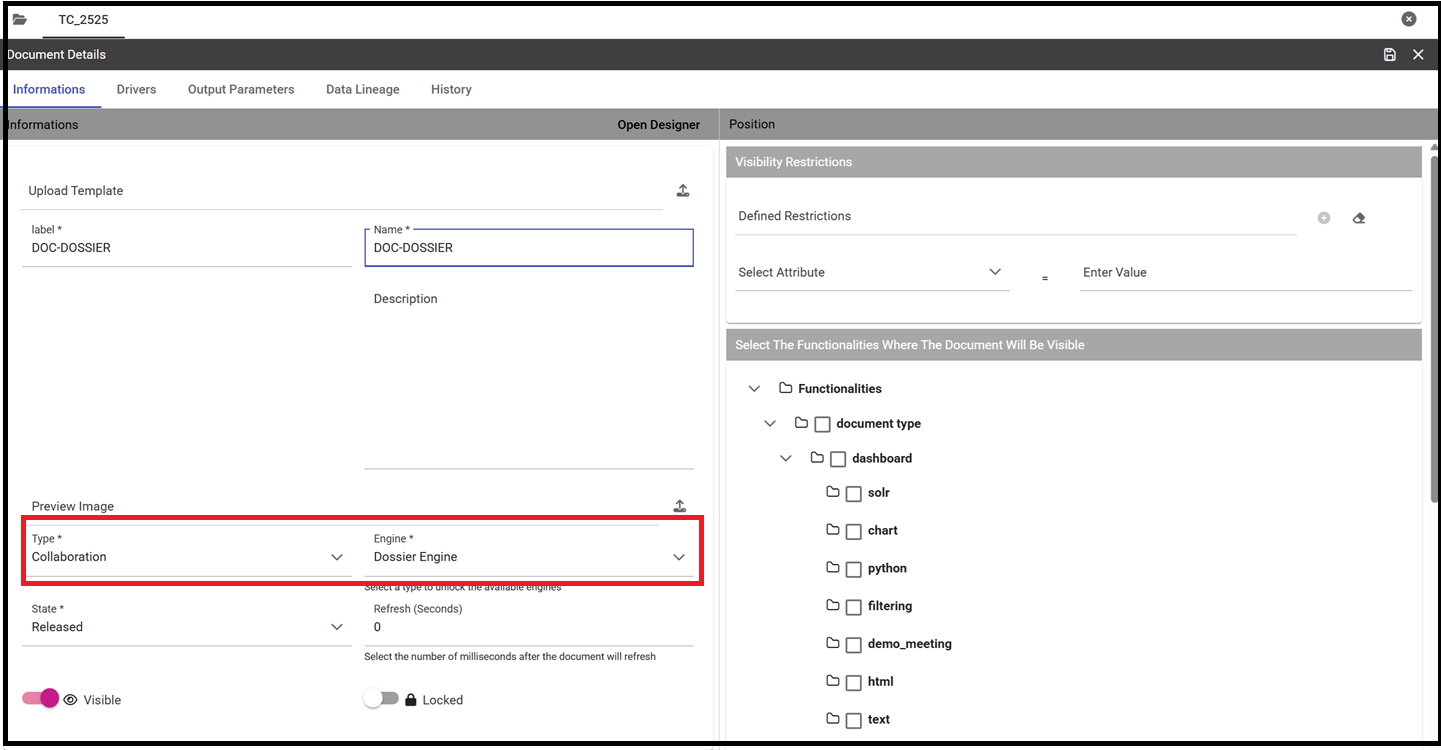 TC_2525
Document Details
Informations Drivers Output Parameters Data Lineage History
Informations Open Designer
Upload Template
label *
DOC-DOSSIER
Name *
DOC-DOSSIER
Description
Preview Image
Type *
Collaboration
Engine *
Dossier Engine
Select a type to unlock the available engines
State *
Released
Refresh (Seconds)
0
Select the number of milliseconds after the document will refresh
Visible
Locked
Position
Visibility Restrictions
Defined Restrictions
Select Attribute = Enter Value
Select The Functionalities Where The Document Will Be Visible
Functionalities
document type
dashboard
solr
chart
python
filtering
demo_meeting
html
text